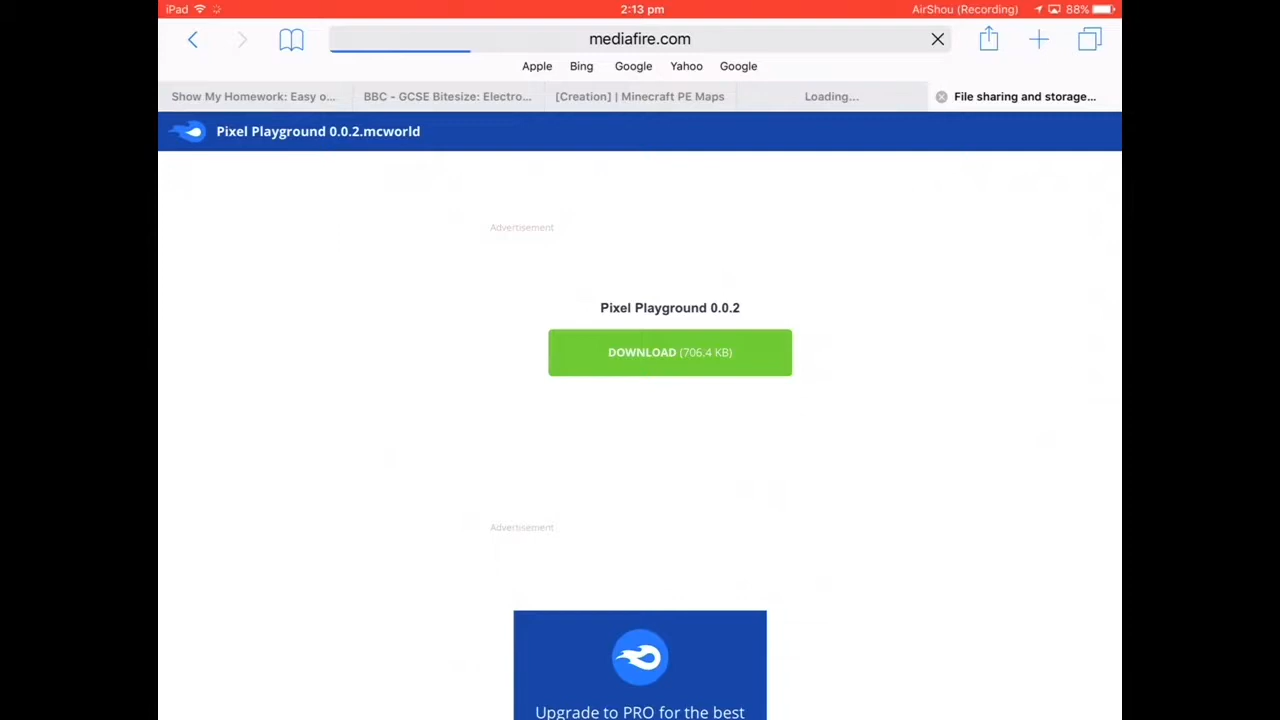 iPad 2:13 pm AirShou (Recording) 88%
mediafire.com
Apple Bing Google Yahoo Google
Show My Homework: Easy o... BBC - GCSE Bitesize: Electro... [Creation] | Minecraft PE Maps Loading... File sharing and storage...
Pixel Playground 0.0.2.mcworld
Advertisement
Pixel Playground 0.0.2
DOWNLOAD (706.4 KB)
Advertisement
Upgrade to PRO for the best